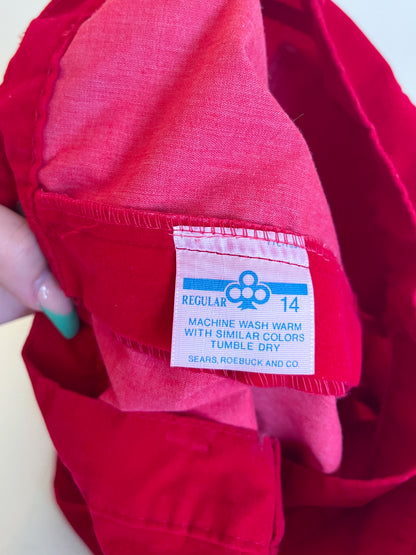 REGULAR 14
MACHINE WASH WARM
WITH SIMILAR COLORS
TUMBLE DRY
SEARS, ROEBUCK AND CO.